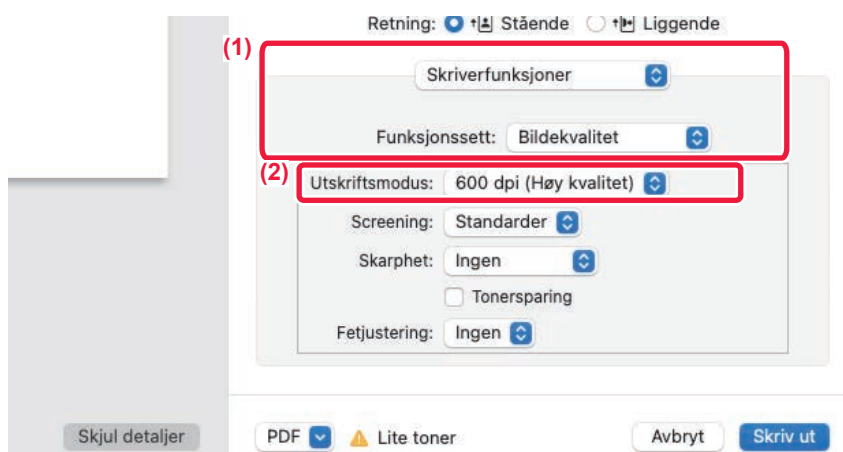 Retning: Stående Liggende
(1)
Skriverfunksjoner
Funksjonssett: Bildekvalitet
(2)
Utskriftsmodus: 600 dpi (Høy kvalitet)
Screening: Standarder
Skarphet: Ingen
Tonersparing
Fetjustering: Ingen
Skjul detaljer PDF Lite toner Avbryt Skriv ut